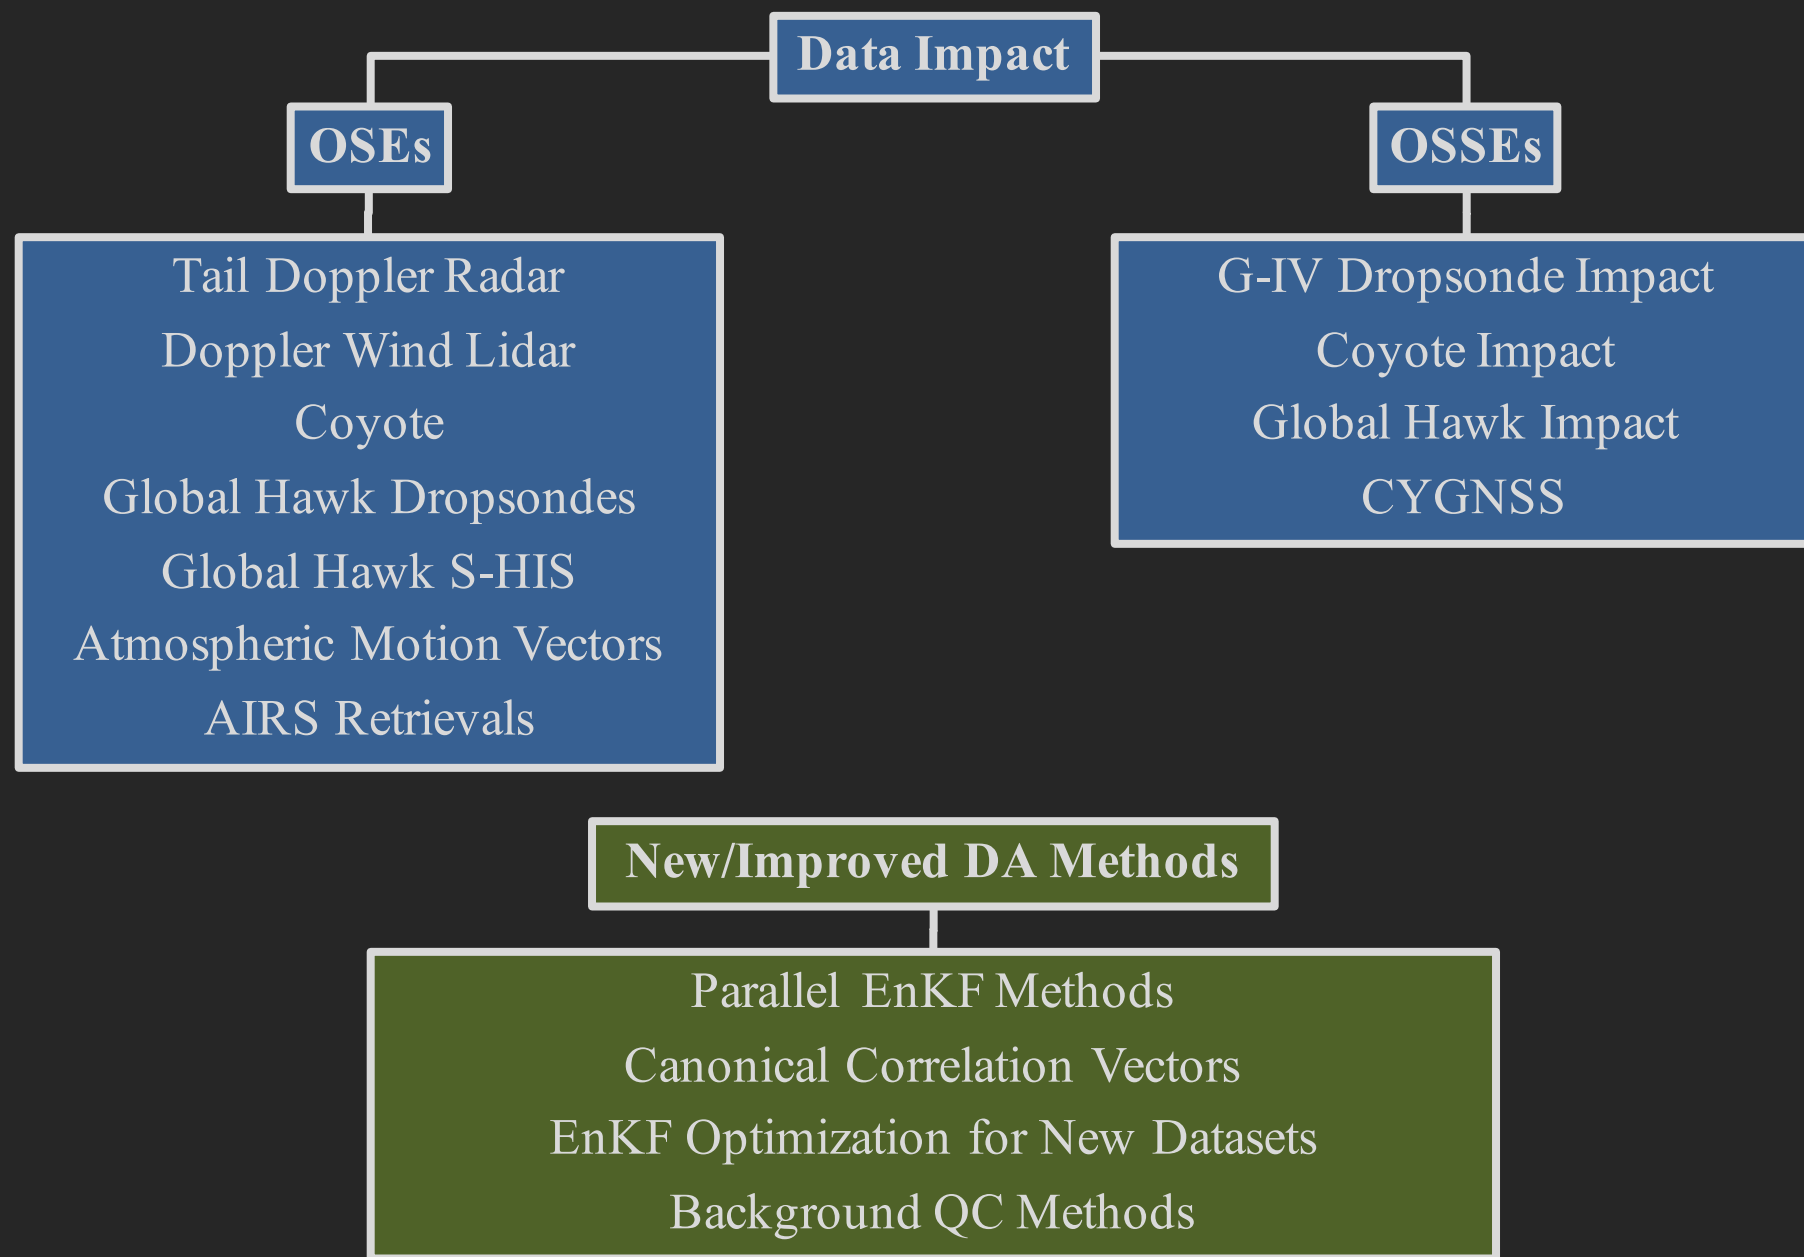 Data Impact
OSEs
Tail Doppler Radar
Doppler Wind Lidar
Coyote
Global Hawk Dropsondes
Global Hawk S-HIS
Atmospheric Motion Vectors
AIRS Retrievals
OSSEs
G-IV Dropsonde Impact
Coyote Impact
Global Hawk Impact
CYGNSS
New/Improved DA Methods
Parallel EnKF Methods
Canonical Correlation Vectors
EnKF Optimization for New Datasets
Background QC Methods